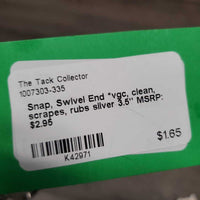 The Tack Collector
1007303-335
Snap, Swivel End *vgc, clean,
scrapes, rubs silver 3.5" MSRP:
$2.95
$1.65
K42971